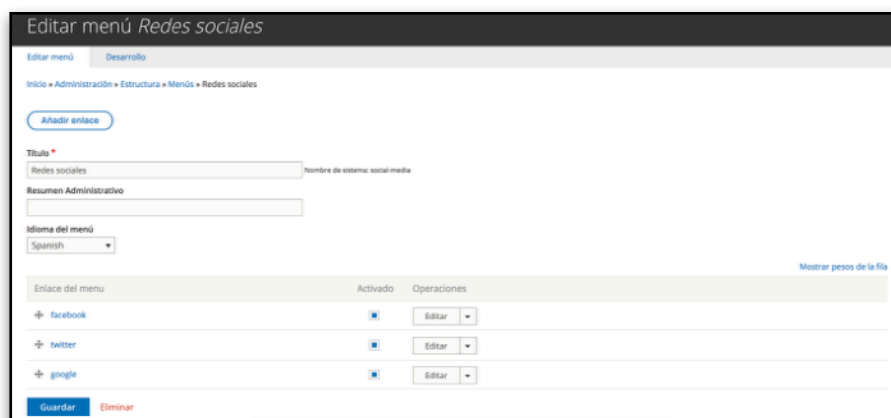 Editar menú Redes sociales
Editar menú Desarrollo
Inicio » Administración » Estructura » Menús » Redes sociales
Añadir enlace
Título *
Redes sociales Nombre de sistema: social-media
Resumen Administrativo
Idioma del menú
Spanish
Mostrar pesos de la fila
Enlace del menu Activado Operaciones
facebook Editar
twitter Editar
google Editar
Guardar Eliminar